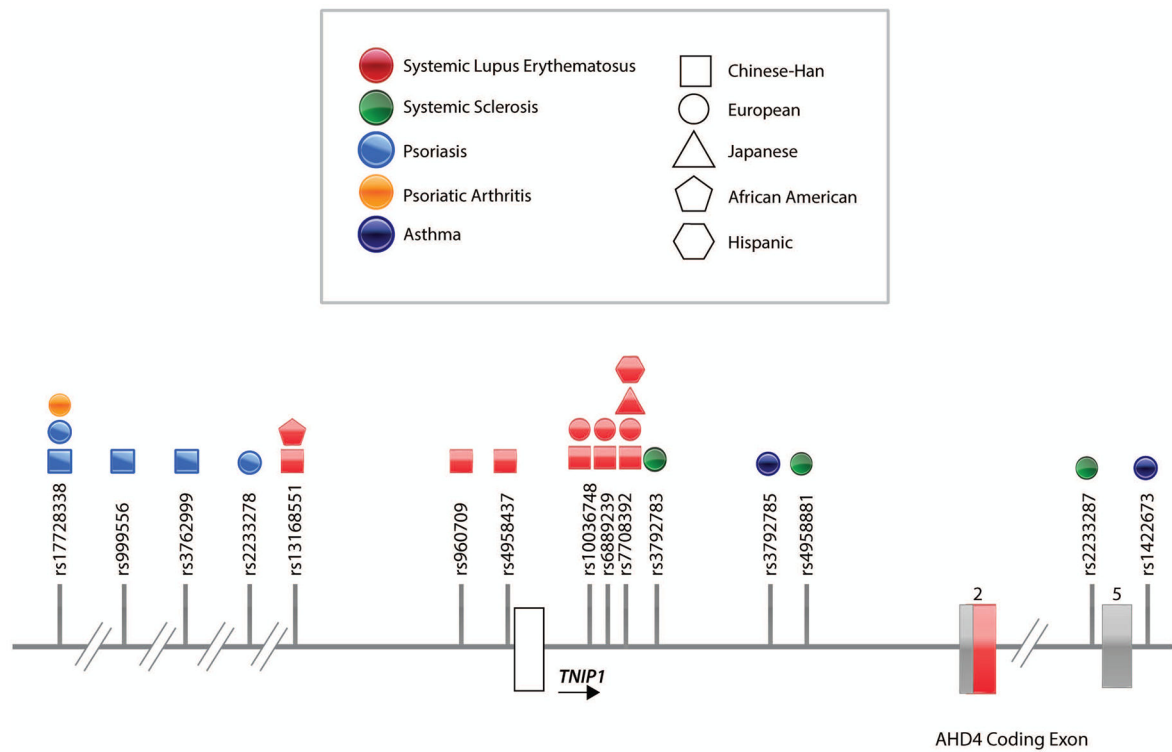 Systemic Lupus Erythematosus
Systemic Sclerosis
Psoriasis
Psoriatic Arthritis
Asthma
Chinese-Han
European
Japanese
African American
Hispanic
rs17728338
rs999556
rs3762999
rs2233278
rs13168551
rs960709
rs4958437
rs10036748
rs6889239
rs7708392
rs3792783
rs3792785
rs4958881
rs2233287
rs1422673
2
5
TNIP1
AHD4 Coding Exon